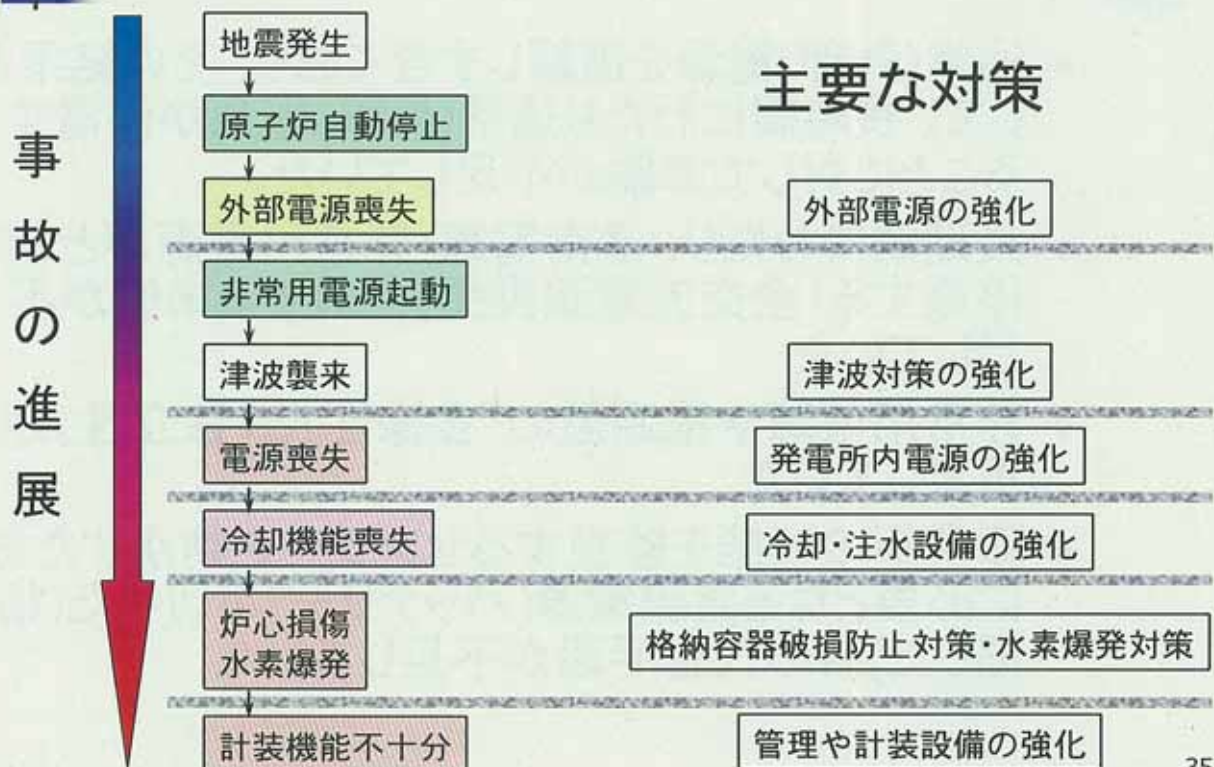 事故の進展
主要な対策
地震発生
原子炉自動停止
外部電源喪失
外部電源の強化
非常用電源起動
津波襲来
津波対策の強化
電源喪失
発電所内電源の強化
冷却機能喪失
冷却・注水設備の強化
炉心損傷
水素爆発
格納容器破損防止対策・水素爆発対策
計装機能不十分
管理や計装設備の強化